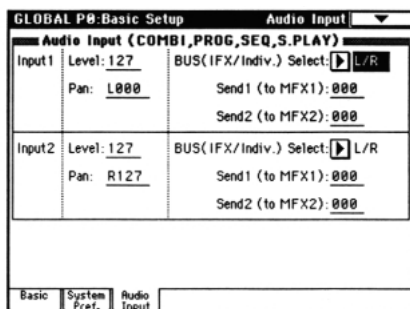 GLOBAL P0:Basic Setup Audio Input
Audio Input (COMBI,PROG,SEQ,S.PLAY)
Input1 Level: 127 BUS(IFX/Indiv.) Select: L/R
Pan: L000 Send1 (to MFX1): 000
Send2 (to MFX2): 000
Input2 Level: 127 BUS(IFX/Indiv.) Select: L/R
Pan: R127 Send1 (to MFX1): 000
Send2 (to MFX2): 000
Basic System Pref. Audio Input